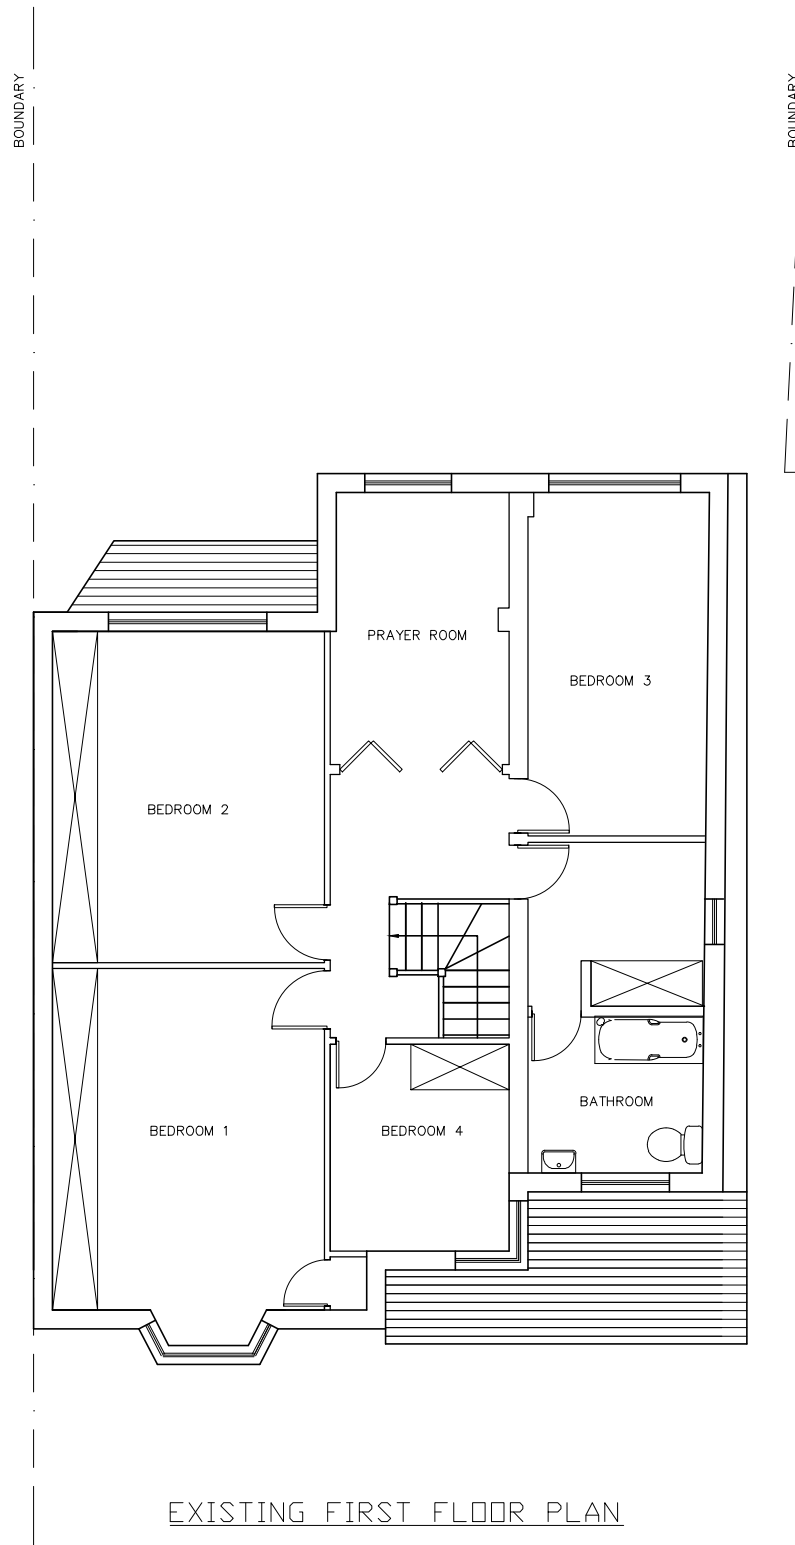 BOUNDARY
BOUNDARY
PRAYER ROOM
BEDROOM 3
BEDROOM 2
BATHROOM
BEDROOM 1
BEDROOM 4
EXISTING FIRST FLOOR PLAN